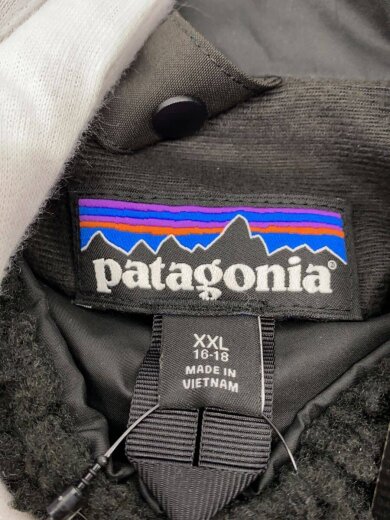 patagonia®
XXL
16-18
MADE IN
VIETNAM